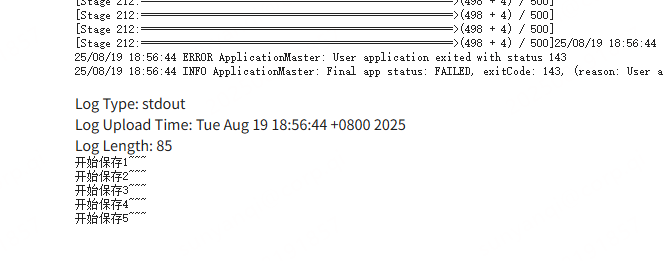 [Stage 212:=====================================================>(498 + 4) / 500]
[Stage 212:=====================================================>(498 + 4) / 500]
[Stage 212:=====================================================>(498 + 4) / 500]
[Stage 212:=====================================================>(498 + 4) / 500]25/08/19 18:56:44
25/08/19 18:56:44 ERROR ApplicationMaster: User application exited with status 143
25/08/19 18:56:44 INFO ApplicationMaster: Final app status: FAILED, exitCode: 143, (reason: User a
Log Type: stdout
Log Upload Time: Tue Aug 19 18:56:44 +0800 2025
Log Length: 85
开始保存1~~~
开始保存2~~~
开始保存3~~~
开始保存4~~~
开始保存5~~~